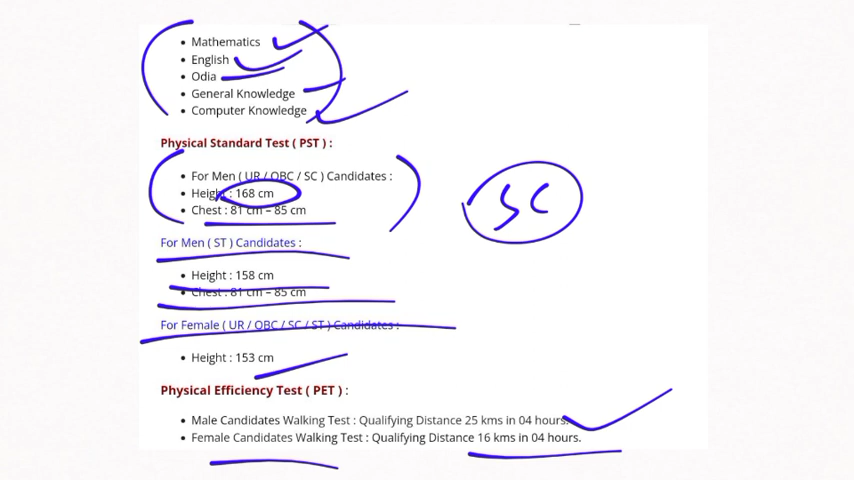 Mathematics
English
Odia
General Knowledge
Computer Knowledge
Physical Standard Test ( PST ) :
For Men ( UR / OBC / SC ) Candidates :
Height : 168 cm
Chest : 81 cm – 85 cm
SC
For Men ( ST ) Candidates :
Height : 158 cm
Chest : 81 cm – 85 cm
For Female ( UR / OBC / SC / ST ) Candidates :
Height : 153 cm
Physical Efficiency Test ( PET ) :
Male Candidates Walking Test : Qualifying Distance 25 kms in 04 hours.
Female Candidates Walking Test : Qualifying Distance 16 kms in 04 hours.